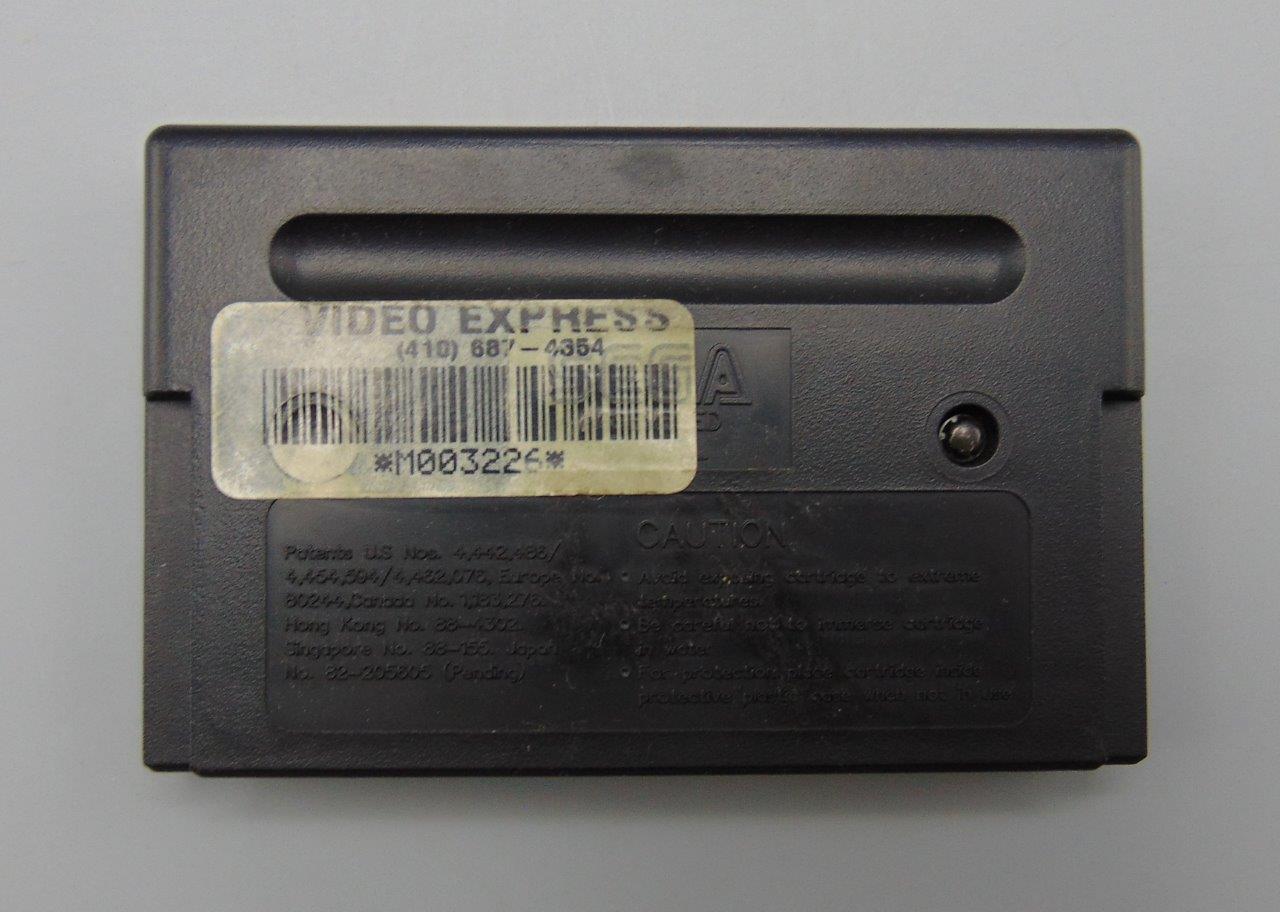 VIDEO EXPRESS
(410) 687-4354
SEGA
*M003226*
CAUTION
Patents U.S Nos. 4,442,486/
4,454,594/4,462,076, Europe No.
80244,Canada No. 1,183,276.
Hong Kong No. 88-4302.
Singapore No. 88-155. Japan
No. 82-205605 (Pending)
• Avoid exposing cartridge to extreme
temperatures.
• Be careful not to immerse cartridge
in water
• For protection, place cartridge inside
protective plastic case when not in use